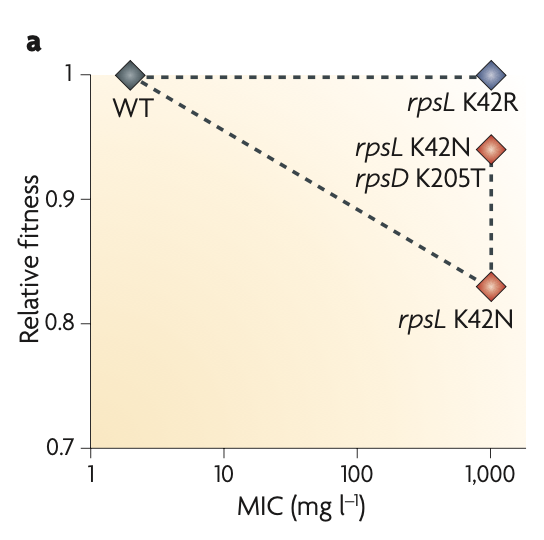 a
1
WT
rpsL K42R
rpsL K42N
rpsD K205T
0.9
Relative fitness
0.8
rpsL K42N
0.7
1
10
100
1,000
MIC (mg l⁻¹)